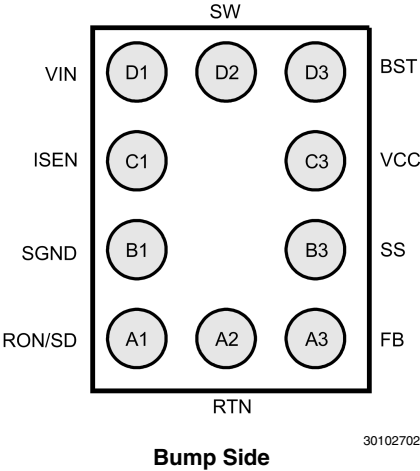 SW
VIN D1 D2 D3 BST
ISEN C1 C3 VCC
SGND B1 B3 SS
RON/SD A1 A2 A3 FB
RTN
30102702
Bump Side